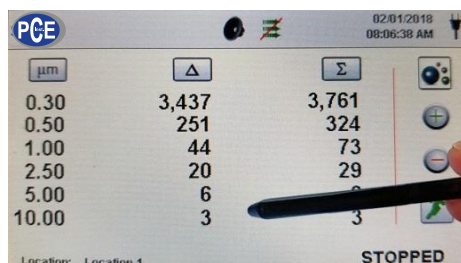 PCE
02/01/2018
08:06:38 AM
µm Δ Σ
0.30 3,437 3,761
0.50 251 324
1.00 44 73
2.50 20 29
5.00 6
10.00 3 3
Location: Location 1
STOPPED